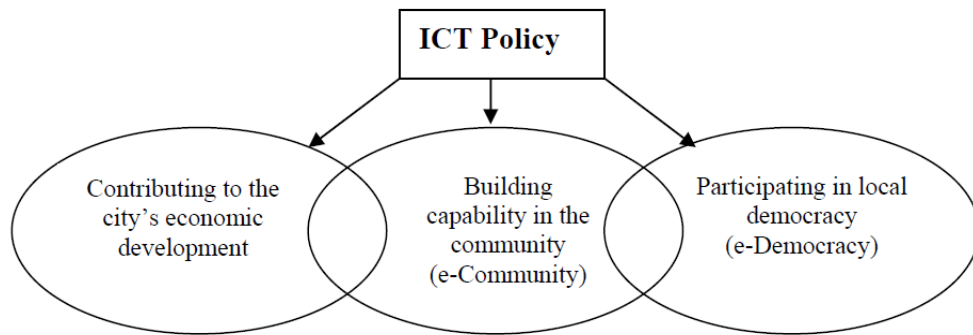 ICT Policy
Contributing to the
city's economic
development
Building
capability in the
community
(e-Community)
Participating in local
democracy
(e-Democracy)